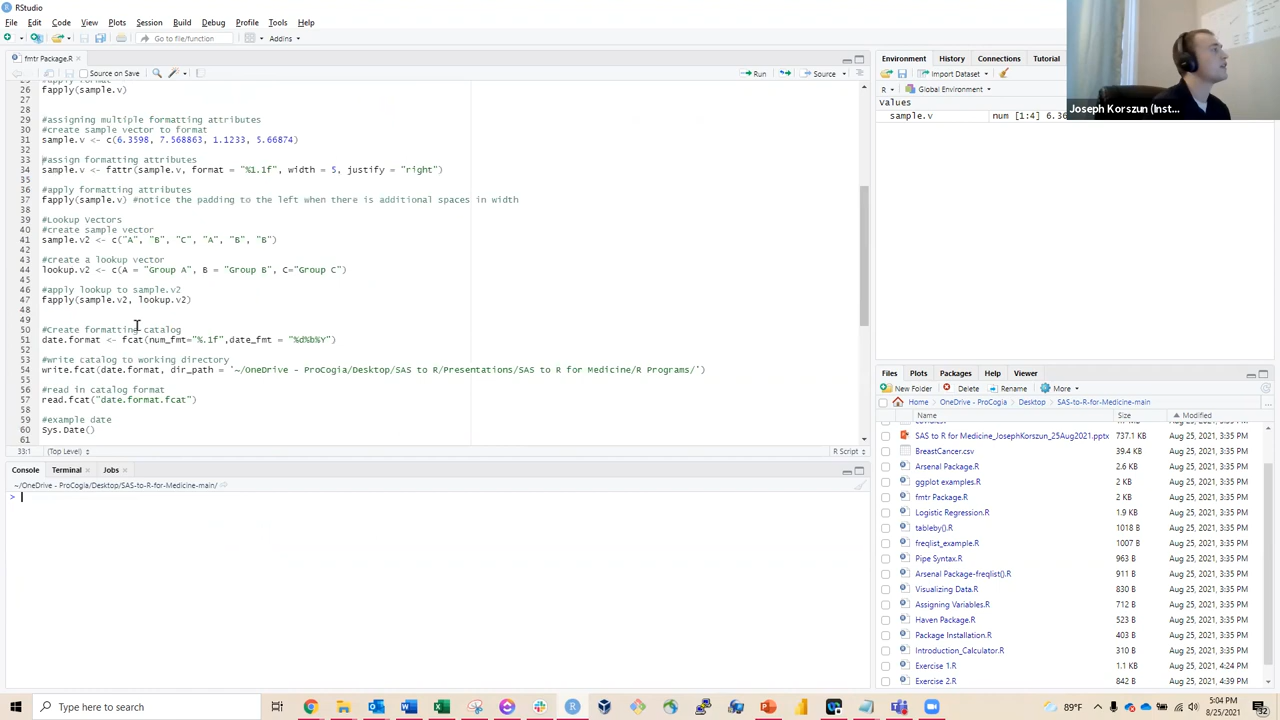 RStudio
File Edit Code View Plots Session Build Debug Profile Tools Help
Go to file/function Addins
fmtr Package.R
Source on Save Run Source
26 fapply(sample.v)
27
28
29 #assigning multiple formatting attributes
30 #create sample vector to format
31 sample.v <- c(6.3598, 7.568863, 1.1233, 5.66874)
32
33 #assign formatting attributes
34 sample.v <- fattr(sample.v, format = "%1.1f", width = 5, justify = "right")
35
36 #apply formatting attributes
37 fapply(sample.v) #notice the padding to the left when there is additional spaces in width
38
39 #Lookup vectors
40 #create sample vector
41 sample.v2 <- c("A", "B", "C", "A", "B", "B")
42
43 #create a lookup vector
44 lookup.v2 <- c(A = "Group A", B = "Group B", C="Group C")
45
46 #apply lookup to sample.v2
47 fapply(sample.v2, lookup.v2)
48
49
50 #Create formatting catalog
51 date.format <- fcat(num_fmt="%.1f",date_fmt = "%d%b%Y")
52
53 #write catalog to working directory
54 write.fcat(date.format, dir_path = `~/OneDrive - ProCogia/Desktop/SAS to R/Presentations/SAS to R for Medicine/R Programs/`)
55
56 #read in catalog format
57 read.fcat("date.format.fcat")
58
59 #example date
60 Sys.Date()
61
33:1 (Top Level) R Script
Console Terminal Jobs
~/OneDrive - ProCogia/Desktop/SAS-to-R-for-Medicine-main/
>
Environment History Connections Tutorial
Import Dataset
R Global Environment
Values
sample.v num [1:4] 6.36
Joseph Korszun (Inst...
Files Plots Packages Help Viewer
New Folder Delete Rename More
Home OneDrive - ProCogia Desktop SAS-to-R-for-Medicine-main ...
Name Size Modified
SAS to R for Medicine_JosephKorszun_25Aug2021.pptx 737.1 KB Aug 25, 2021, 3:35 PM
BreastCancer.csv 39.4 KB Aug 25, 2021, 3:35 PM
Arsenal Package.R 2.6 KB Aug 25, 2021, 3:35 PM
ggplot examples.R 2 KB Aug 25, 2021, 3:35 PM
fmtr Package.R 2 KB Aug 25, 2021, 3:35 PM
Logistic Regression.R 1.9 KB Aug 25, 2021, 3:35 PM
tableby().R 1018 B Aug 25, 2021, 3:35 PM
freqlist_example.R 1007 B Aug 25, 2021, 3:35 PM
Pipe Syntax.R 963 B Aug 25, 2021, 3:35 PM
Arsenal Package-freqlist().R 911 B Aug 25, 2021, 3:35 PM
Visualizing Data.R 830 B Aug 25, 2021, 3:35 PM
Assigning Variables.R 712 B Aug 25, 2021, 3:35 PM
Haven Package.R 523 B Aug 25, 2021, 3:35 PM
Package Installation.R 403 B Aug 25, 2021, 3:35 PM
Introduction_Calculator.R 310 B Aug 25, 2021, 3:35 PM
Exercise 1.R 1.1 KB Aug 25, 2021, 4:24 PM
Exercise 2.R 842 B Aug 25, 2021, 4:59 PM
Type here to search
89°F
5:04 PM
8/25/2021
32